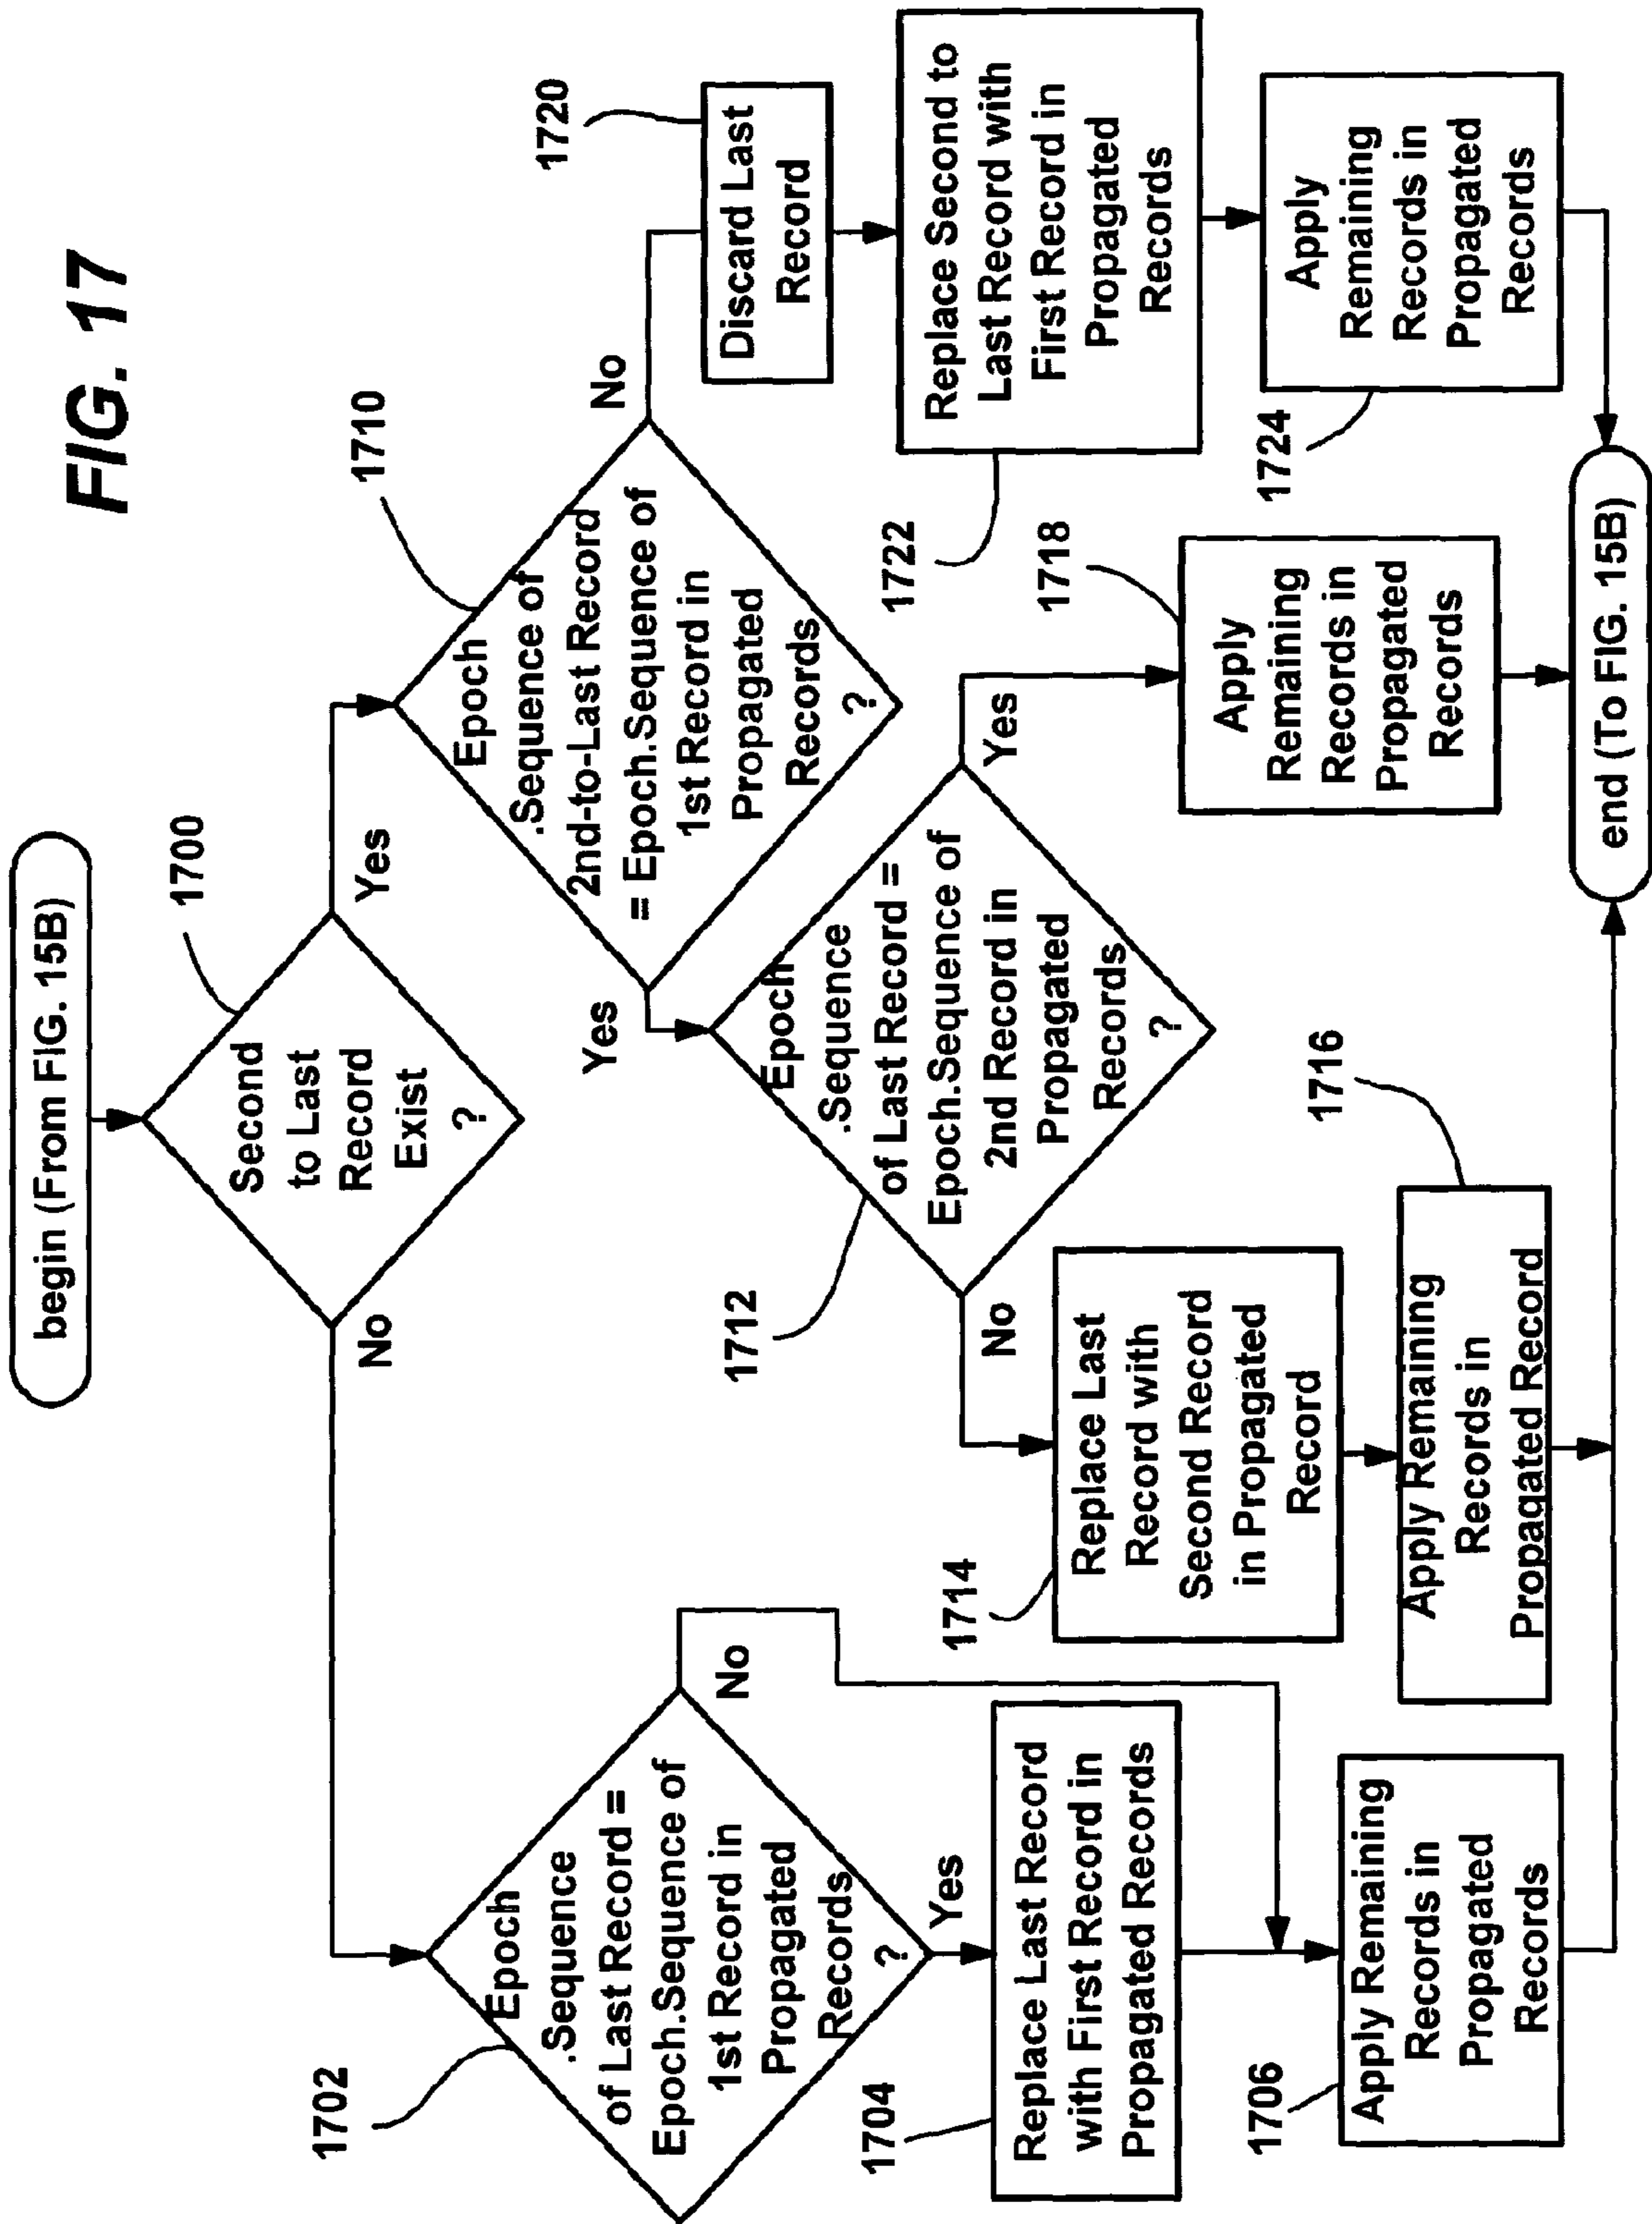 FIG. 17
begin (From FIG. 15B)
1700
Second
to Last
Record
Exist
?
No
Yes
1702
Epoch
.Sequence
of Last Record =
Epoch.Sequence of
1st Record in
Propagated
Records
?
No
Yes
1704
Replace Last Record
with First Record in
Propagated Records
1706
Apply Remaining
Records in
Propagated
Records
1710
Epoch
.Sequence of
2nd-to-Last Record
= Epoch.Sequence of
1st Record in
Propagated
Records
?
Yes
No
1712
Epoch
.Sequence
of Last Record =
Epoch.Sequence of
2nd Record in
Propagated
Records
?
No
Yes
1714
Replace Last
Record with
Second Record
in Propagated
Record
1716
Apply Remaining
Records in
Propagated Record
1718
Apply
Remaining
Records in
Propagated
Records
1720
Discard Last
Record
1722
Replace Second to
Last Record with
First Record in
Propagated
Records
1724
Apply
Remaining
Records in
Propagated
Records
end (To FIG. 15B)